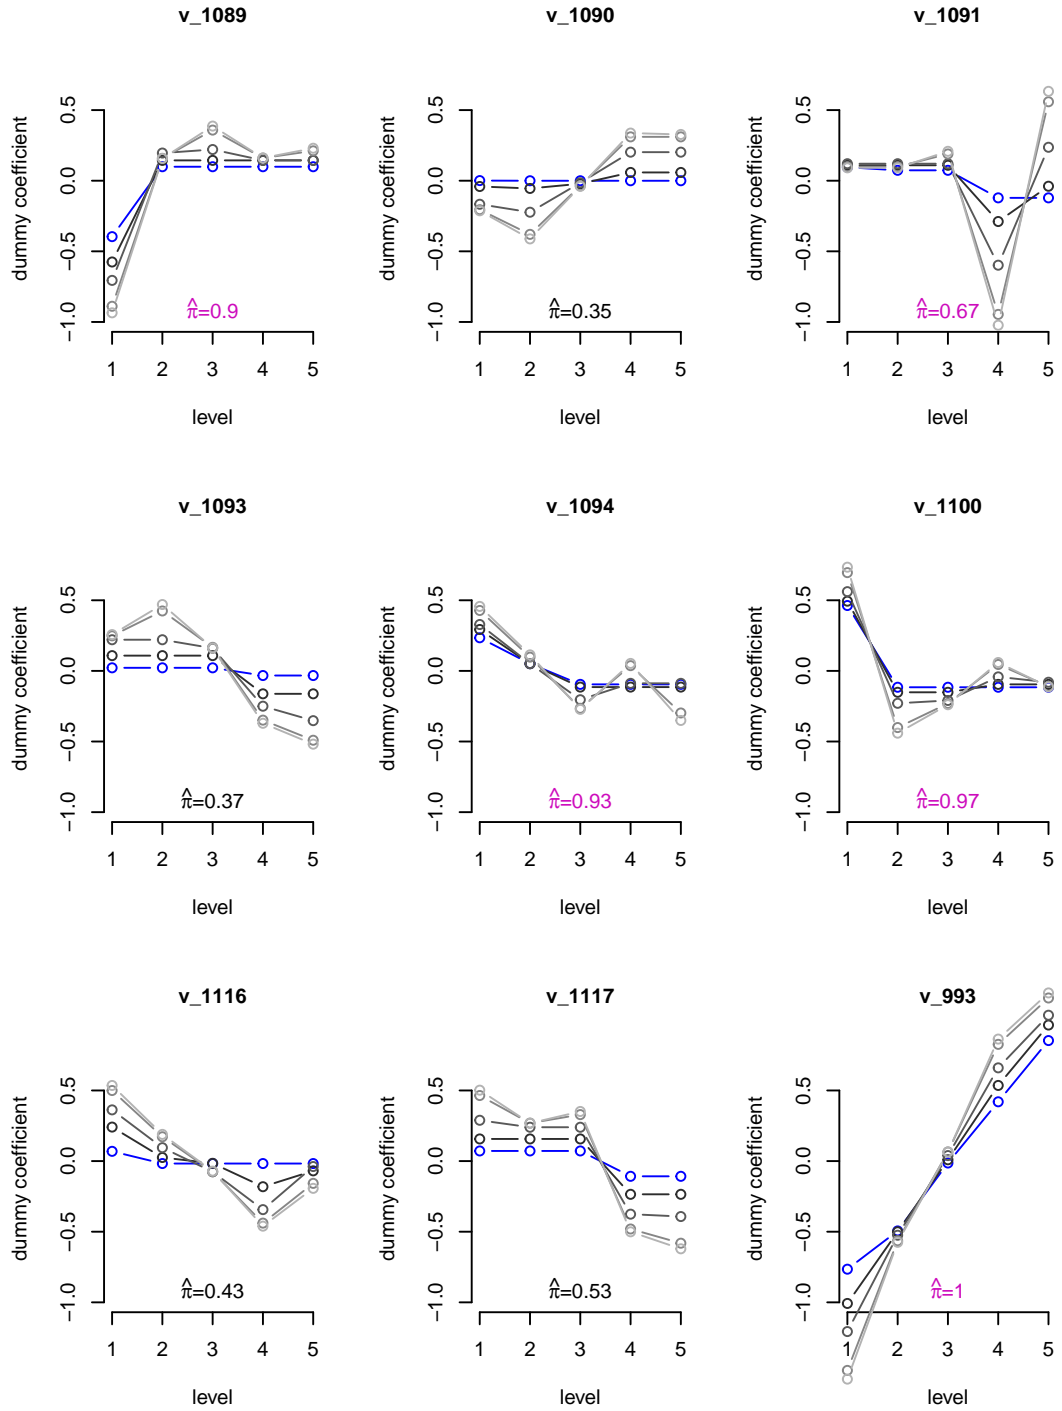 v_1089 v_1090 v_1091
dummy coefficient
0.5
0.0
−0.5
−1.0
π̂=0.9
1 2 3 4 5
level
dummy coefficient
0.5
0.0
−0.5
−1.0
π̂=0.35
1 2 3 4 5
level
dummy coefficient
0.5
0.0
−0.5
−1.0
π̂=0.67
1 2 3 4 5
level
v_1093 v_1094 v_1100
dummy coefficient
0.5
0.0
−0.5
−1.0
π̂=0.37
1 2 3 4 5
level
dummy coefficient
0.5
0.0
−0.5
−1.0
π̂=0.93
1 2 3 4 5
level
dummy coefficient
0.5
0.0
−0.5
−1.0
π̂=0.97
1 2 3 4 5
level
v_1116 v_1117 v_993
dummy coefficient
0.5
0.0
−0.5
−1.0
π̂=0.43
1 2 3 4 5
level
dummy coefficient
0.5
0.0
−0.5
−1.0
π̂=0.53
1 2 3 4 5
level
dummy coefficient
0.5
0.0
−0.5
−1.0
π̂=1
1 2 3 4 5
level